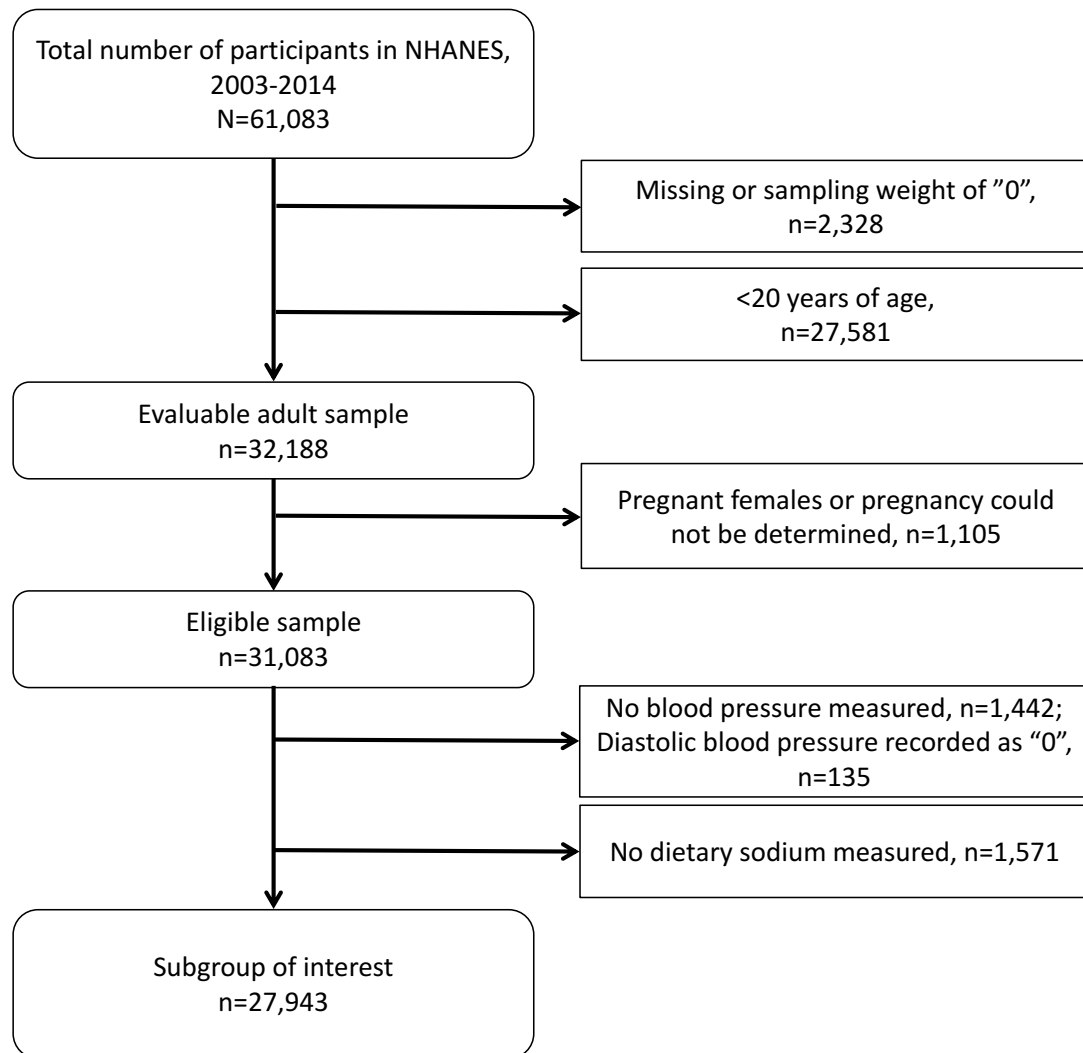 Total number of participants in NHANES,
2003-2014
N=61,083
Missing or sampling weight of ”0”,
n=2,328
<20 years of age,
n=27,581
Evaluable adult sample
n=32,188
Pregnant females or pregnancy could
not be determined, n=1,105
Eligible sample
n=31,083
No blood pressure measured, n=1,442;
Diastolic blood pressure recorded as “0”,
n=135
No dietary sodium measured, n=1,571
Subgroup of interest
n=27,943